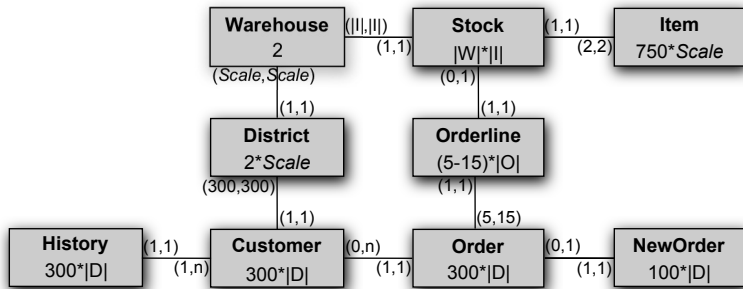 Warehouse
2
(|I|,|I|)
(1,1)
Stock
|W|*|I|
(1,1)
(2,2)
Item
750*Scale
(Scale,Scale)
(1,1)
(0,1)
(1,1)
District
2*Scale
Orderline
(5-15)*|O|
(300,300)
(1,1)
(1,1)
(5,15)
History
300*|D|
(1,1)
(1,n)
Customer
300*|D|
(0,n)
(1,1)
Order
300*|D|
(0,1)
(1,1)
NewOrder
100*|D|